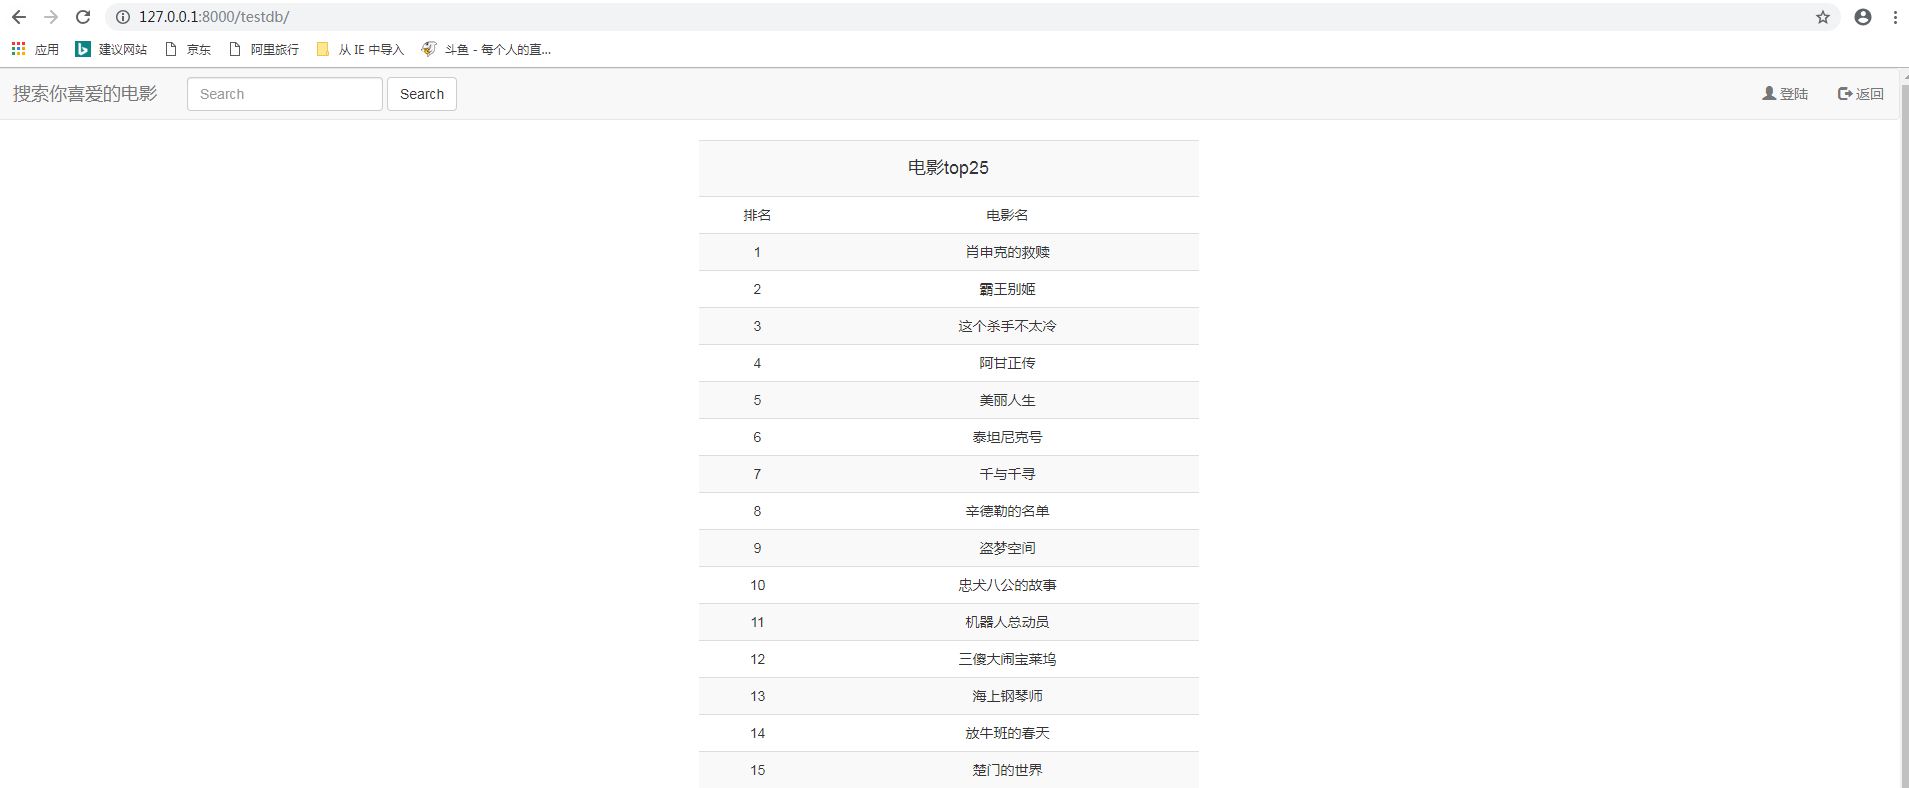 127.0.0.1:8000/testdb/
应用 建议网站 京东 阿里旅行 从 IE 中导入 斗鱼 - 每个人的直...
搜索你喜爱的电影 Search Search 登陆 返回
电影top25
排名 电影名
1 肖申克的救赎
2 霸王别姬
3 这个杀手不太冷
4 阿甘正传
5 美丽人生
6 泰坦尼克号
7 千与千寻
8 辛德勒的名单
9 盗梦空间
10 忠犬八公的故事
11 机器人总动员
12 三傻大闹宝莱坞
13 海上钢琴师
14 放牛班的春天
15 楚门的世界